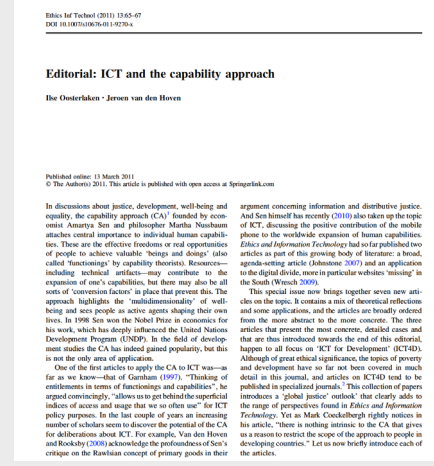 Ethics Inf Technol (2011) 13:65–67
DOI 10.1007/s10676-011-9270-x
Editorial: ICT and the capability approach
Ilse Oosterlaken · Jeroen van den Hoven
Published online: 13 March 2011
© The Author(s) 2011. This article is published with open access at Springerlink.com
In discussions about justice, development, well-being and
equality, the capability approach (CA)1 founded by econ-
omist Amartya Sen and philosopher Martha Nussbaum
attaches central importance to individual human capabili-
ties. These are the effective freedoms or real opportunities
of people to achieve valuable 'beings and doings' (also
called 'functionings' by capability theorists). Resources—
including technical artifacts—may contribute to the
expansion of one's capabilities, but there may also be all
sorts of 'conversion factors' in place that prevent this. The
approach highlights the 'multidimensionality' of well-
being and sees people as active agents shaping their own
lives. In 1998 Sen won the Nobel Prize in economics for
his work, which has deeply influenced the United Nations
Development Program (UNDP). In the field of develop-
ment studies the CA has indeed gained popularity, but this
is not the only area of application.
One of the first articles to apply the CA to ICT was—as
far as we know—that of Garnham (1997). "Thinking of
entitlements in terms of functionings and capabilities", he
argued convincingly, "allows us to get behind the superficial
indices of access and usage that we so often use" for ICT
policy purposes. In the last couple of years an increasing
number of scholars seem to discover the potential of the CA
for deliberations about ICT. For example, Van den Hoven
and Rooksby (2008) acknowledge the profoundness of Sen's
critique on the Rawlsian concept of primary goods in their
argument concerning information and distributive justice.
And Sen himself has recently (2010) also taken up the topic
of ICT, discussing the positive contribution of the mobile
phone to the worldwide expansion of human capabilities.
Ethics and Information Technology had so far published two
articles as part of this growing body of literature: a broad,
agenda-setting article (Johnstone 2007) and an application
to the digital divide, more in particular websites 'missing' in
the South (Wresch 2009).
This special issue now brings together seven new arti-
cles on the topic. It contains a mix of theoretical reflections
and some applications, and the articles are broadly ordered
from the more abstract to the more concrete. The three
articles that present the most concrete, detailed cases and
that are thus introduced towards the end of this editorial,
happen to all focus on 'ICT for Development' (ICT4D).
Although of great ethical significance, the topics of poverty
and development have so far not been covered in much
detail in this journal, and articles on ICT4D tend to be
published in specialized journals.2 This collection of papers
introduces a 'global justice' outlook that clearly adds to
the range of perspectives found in Ethics and Information
Technology. Yet as Mark Coeckelbergh rightly notices in
his article, "there is nothing intrinsic to the CA that gives
us a reason to restrict the scope of the approach to people in
developing countries." Let us now briefly introduce each of
the articles.